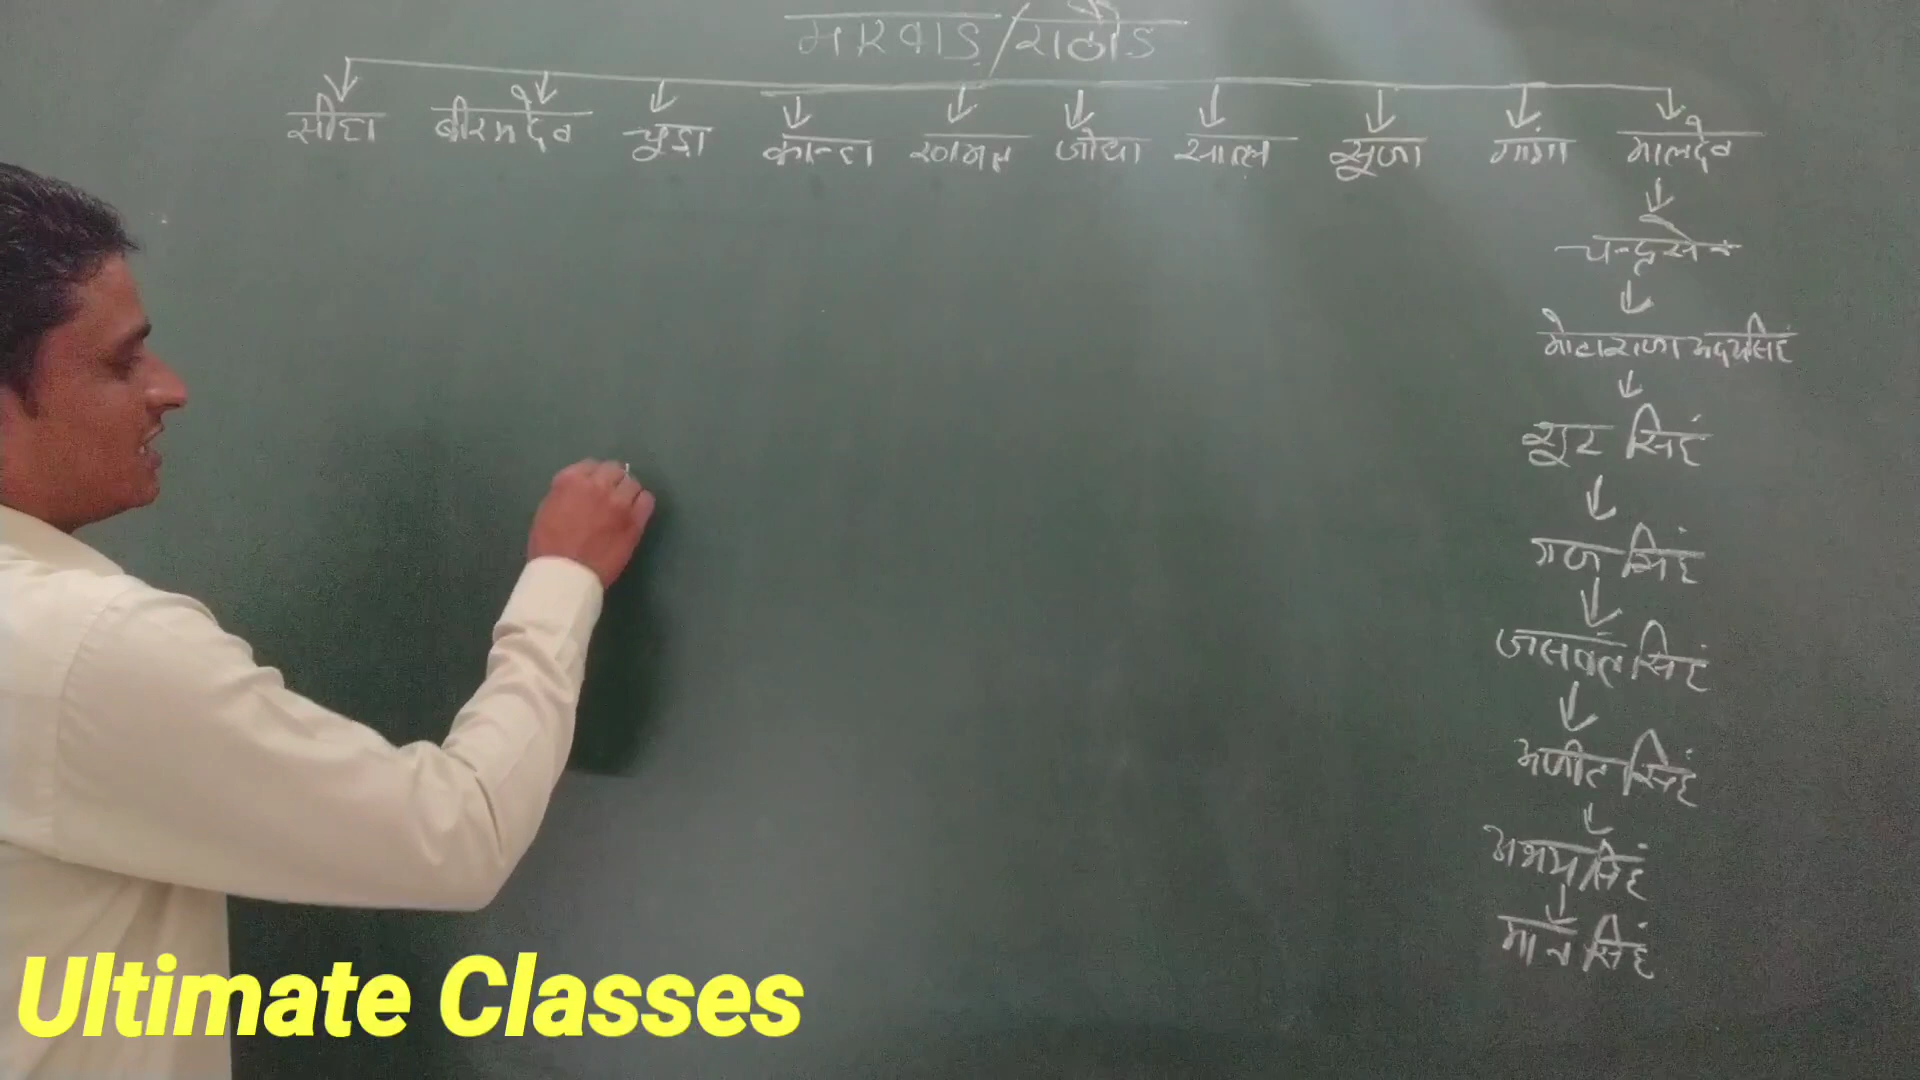 मारवाड़/राठौड़
सीहा बीरमदेव चूड़ा कान्हा रणमल जोधा सातल सूजा गांगा मालदेव
चन्द्रसेन
मोटाराजा उदयसिंह
सूर सिंह
गज सिंह
जसवंत सिंह
अजीत सिंह
अभय सिंह
मान सिंह
Ultimate Classes